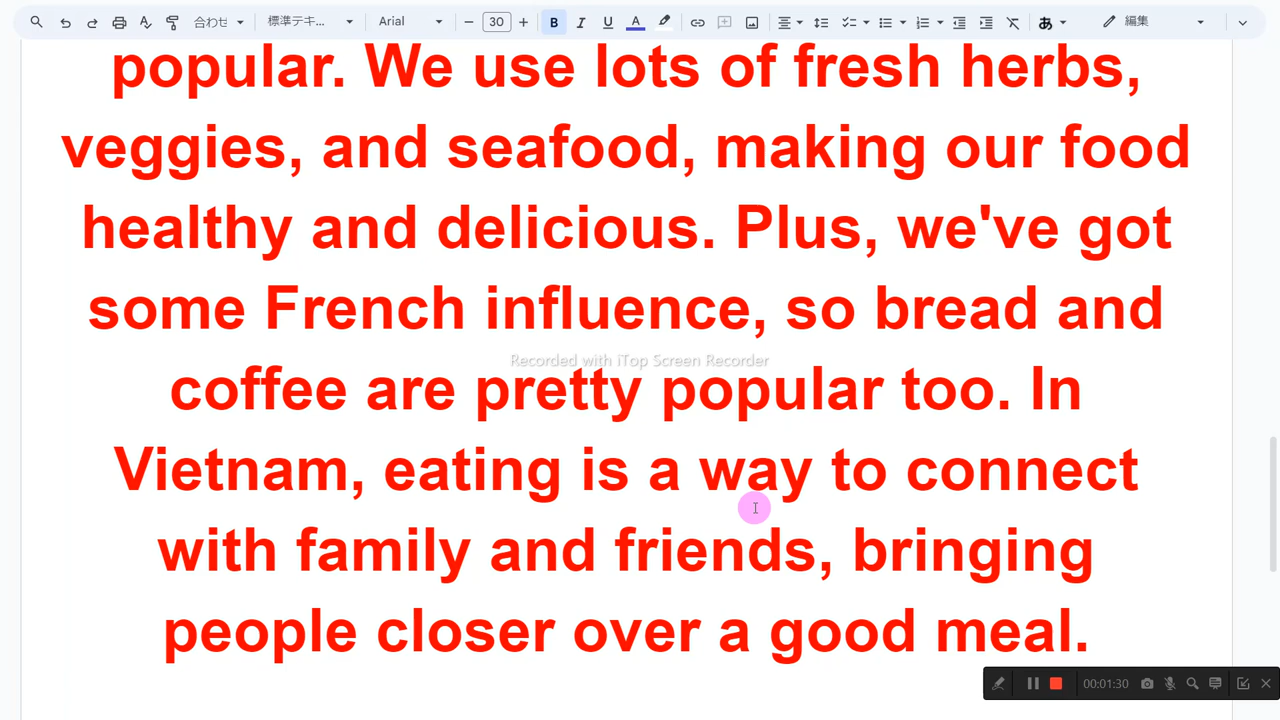 合わせ 標準テキ... Arial − 30 + B I U A あ 編集
popular. We use lots of fresh herbs,
veggies, and seafood, making our food
healthy and delicious. Plus, we've got
some French influence, so bread and
Recorded with iTop Screen Recorder
coffee are pretty popular too. In
Vietnam, eating is a way to connect
with family and friends, bringing
people closer over a good meal.
00:01:30